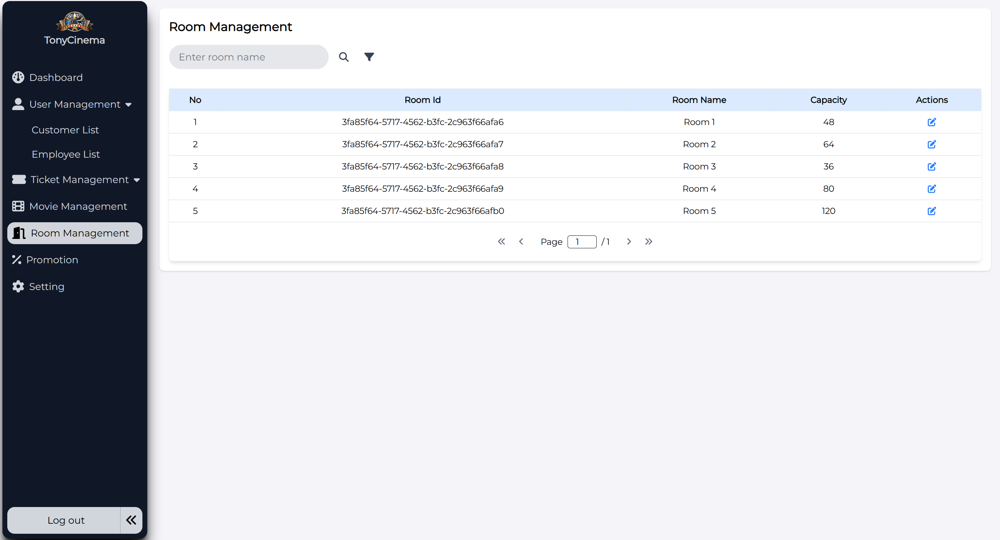 TonyCinema
Dashboard
User Management
Customer List
Employee List
Ticket Management
Movie Management
Room Management
Promotion
Setting
Log out
Room Management
Enter room name
No Room Id Room Name Capacity Actions
1 3fa85f64-5717-4562-b3fc-2c963f66afa6 Room 1 48
2 3fa85f64-5717-4562-b3fc-2c963f66afa7 Room 2 64
3 3fa85f64-5717-4562-b3fc-2c963f66afa8 Room 3 36
4 3fa85f64-5717-4562-b3fc-2c963f66afa9 Room 4 80
5 3fa85f64-5717-4562-b3fc-2c963f66afb0 Room 5 120
Page 1 / 1